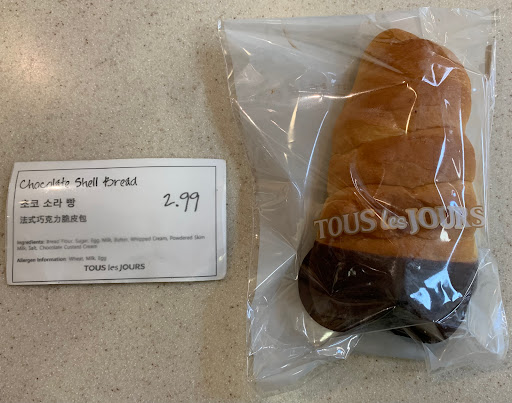 Chocolate Shell Bread
초코 소라 빵
2.99
法式巧克力脆皮包
Ingredients: Bread Flour, Sugar, Egg, Milk, Butter, Whipped Cream, Powdered Skim
Milk, Salt, Chocolate Custard Cream
Allergen Information: Wheat, Milk, Egg
TOUS les JOURS
TOUS les JOURS